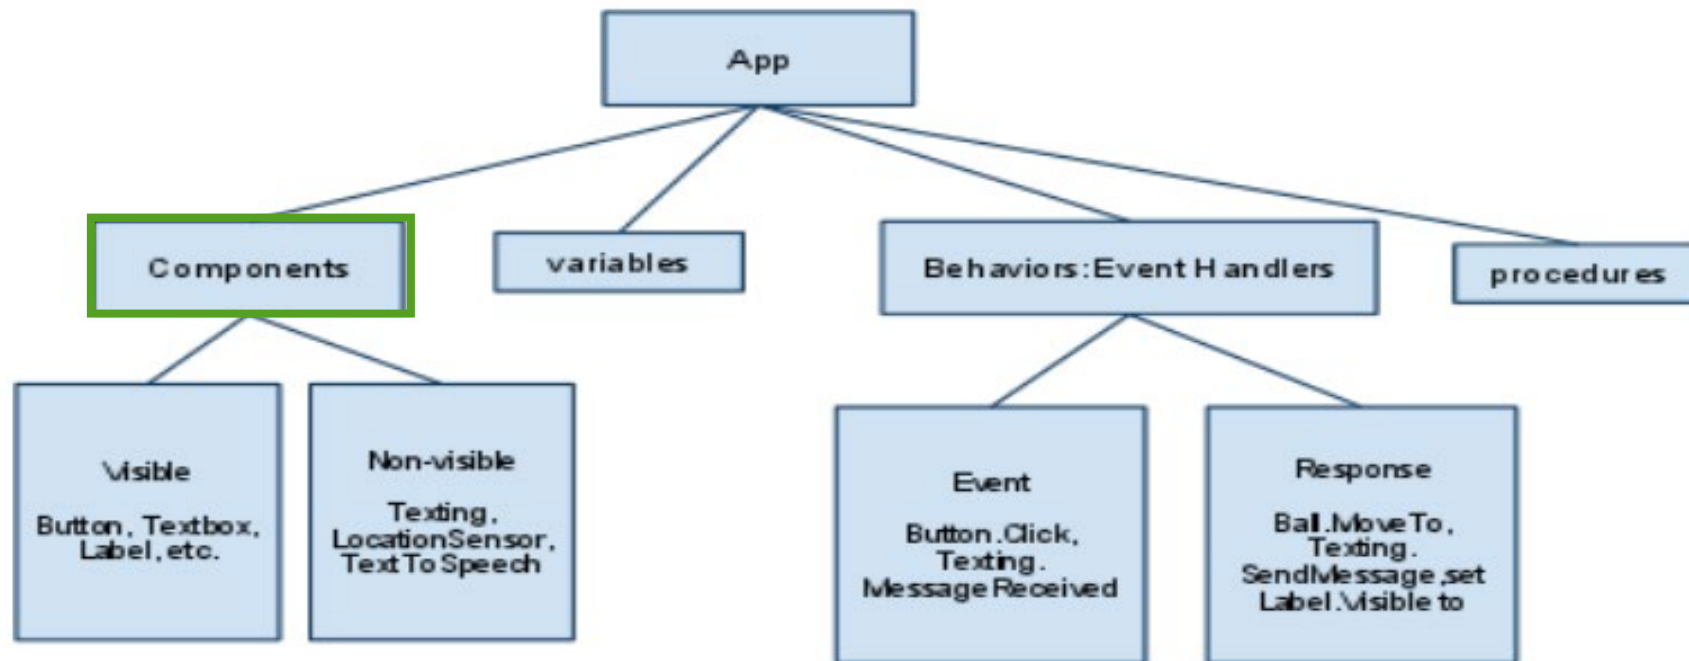 App
Components
variables
Behaviors:Event Handlers
procedures
Visible
Button, Textbox,
Label, etc.
Non-visible
Texting,
LocationSensor,
TextToSpeech
Event
Button.Click,
Texting.
MessageReceived
Response
Ball.MoveTo,
Texting.
SendMessage,set
Label.Visible to